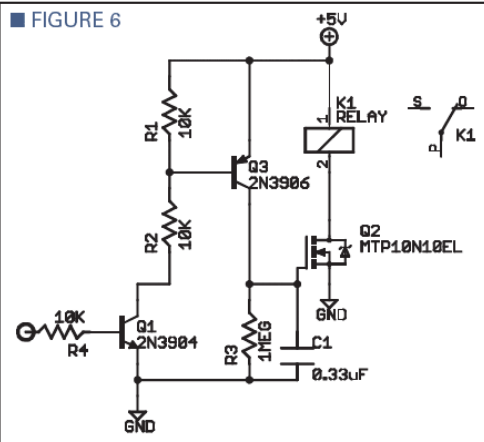 FIGURE 6
+5V
R1
10K
R2
10K
Q3
2N3906
K1
RELAY
1
2
S
O
P
K1
Q2
MTP10N10EL
GND
10K
R4
Q1
2N3904
R3
1MEG
C1
0.33uF
GND